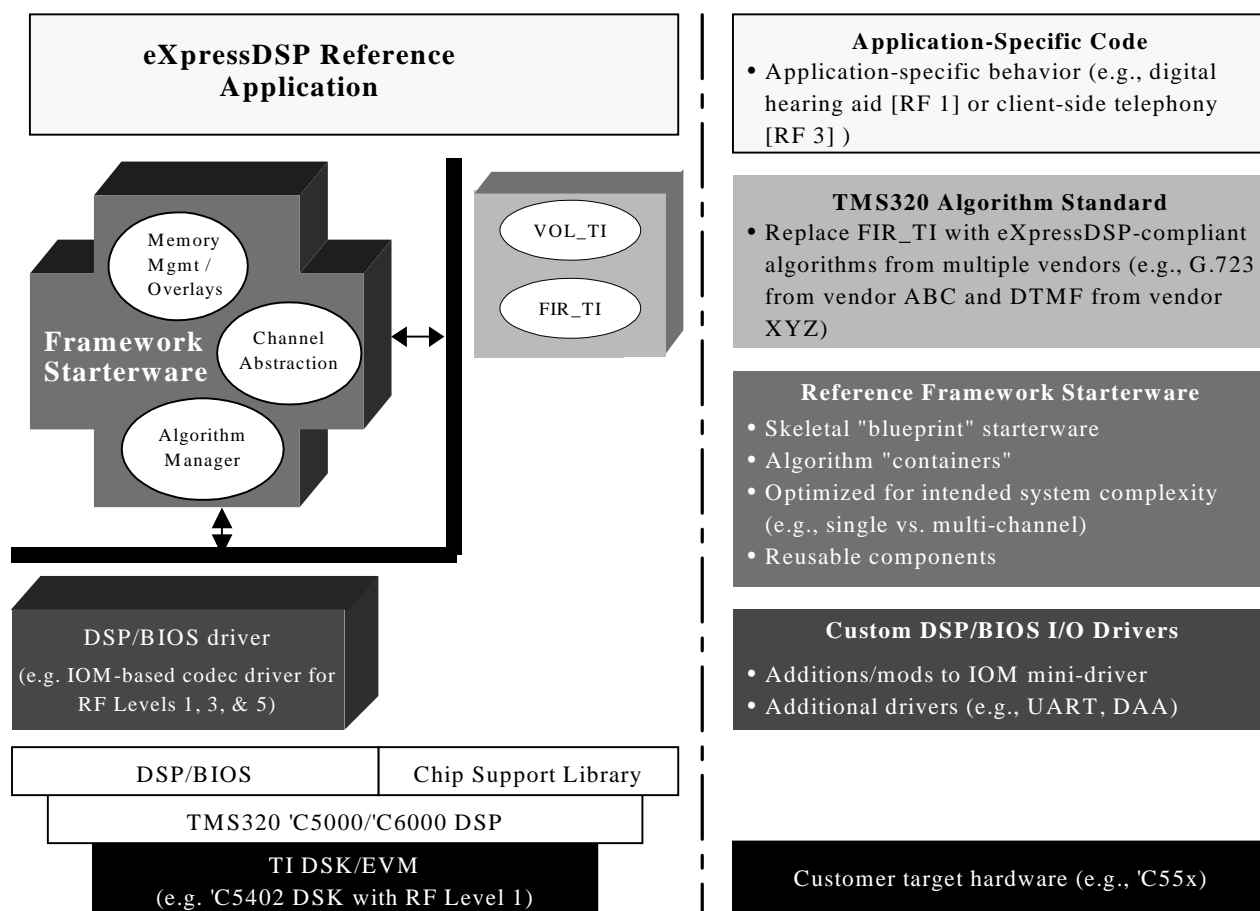 eXpressDSP Reference
Application
Memory
Mgmt /
Overlays
Framework
Starterware
Channel
Abstraction
Algorithm
Manager
VOL_TI
FIR_TI
DSP/BIOS driver
(e.g. IOM-based codec driver for
RF Levels 1, 3, & 5)
DSP/BIOS
Chip Support Library
TMS320 'C5000/'C6000 DSP
TI DSK/EVM
(e.g. 'C5402 DSK with RF Level 1)
Application-Specific Code
• Application-specific behavior (e.g., digital
hearing aid [RF 1] or client-side telephony
[RF 3] )
TMS320 Algorithm Standard
• Replace FIR_TI with eXpressDSP-compliant
algorithms from multiple vendors (e.g., G.723
from vendor ABC and DTMF from vendor
XYZ)
Reference Framework Starterware
• Skeletal "blueprint" starterware
• Algorithm "containers"
• Optimized for intended system complexity
(e.g., single vs. multi-channel)
• Reusable components
Custom DSP/BIOS I/O Drivers
• Additions/mods to IOM mini-driver
• Additional drivers (e.g., UART, DAA)
Customer target hardware (e.g., 'C55x)